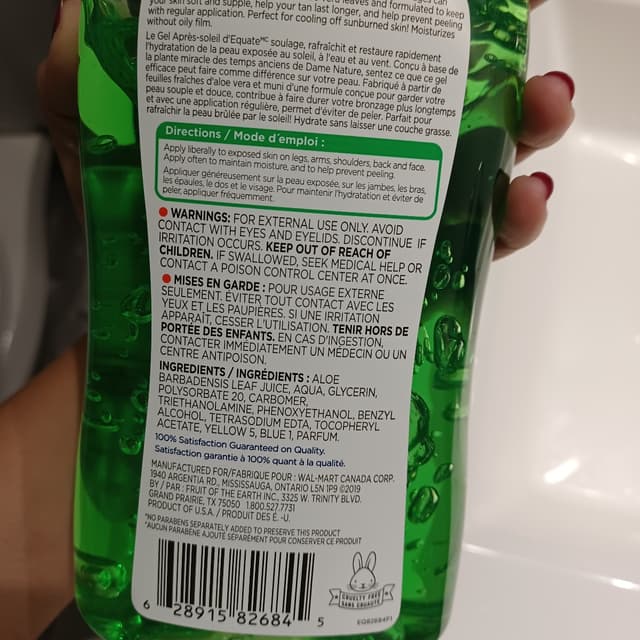 your skin soft and supple, help your tan last longer, and help prevent peeling
with regular application. Perfect for cooling off sunburned skin! Moisturizes
without oily film.
Le Gel Après-soleil d'Equateᴹᶜ soulage, rafraîchit et restaure rapidement
l'hydratation de la peau exposée au soleil, à l'eau et au vent. Conçu à base de
la plante miracle des temps anciens de Dame Nature, sentez ce que ce gel
efficace peut faire comme différence sur votre peau. Fabriqué à partir de
feuilles fraîches d'aloe vera et muni d'une formule conçue pour garder votre
peau souple et douce, contribue à faire durer votre bronzage plus longtemps
et avec une application régulière, permet d'éviter de peler. Parfait pour
rafraîchir la peau brûlée par le soleil! Hydrate sans laisser une couche grasse.
Directions / Mode d'emploi :
Apply liberally to exposed skin on legs, arms, shoulders, back and face.
Apply often to maintain moisture, and to help prevent peeling.
Appliquer généreusement sur la peau exposée, sur les jambes, les bras,
les épaules, le dos et le visage. Pour maintenir l'hydratation et éviter de
peler, appliquer fréquemment.
WARNINGS: FOR EXTERNAL USE ONLY. AVOID
CONTACT WITH EYES AND EYELIDS. DISCONTINUE IF
IRRITATION OCCURS. KEEP OUT OF REACH OF
CHILDREN. IF SWALLOWED, SEEK MEDICAL HELP OR
CONTACT A POISON CONTROL CENTER AT ONCE.
MISES EN GARDE : POUR USAGE EXTERNE
SEULEMENT. ÉVITER TOUT CONTACT AVEC LES
YEUX ET LES PAUPIÈRES. SI UNE IRRITATION
APPARAÎT, CESSER L'UTILISATION. TENIR HORS DE
PORTÉE DES ENFANTS. EN CAS D'INGESTION,
CONTACTER IMMÉDIATEMENT UN MÉDECIN OU UN
CENTRE ANTIPOISON.
INGREDIENTS / INGRÉDIENTS : ALOE
BARBADENSIS LEAF JUICE, AQUA, GLYCERIN,
POLYSORBATE 20, CARBOMER,
TRIETHANOLAMINE, PHENOXYETHANOL, BENZYL
ALCOHOL, TETRASODIUM EDTA, TOCOPHERYL
ACETATE, YELLOW 5, BLUE 1, PARFUM.
100% Satisfaction Guaranteed on Quality.
Satisfaction garantie à 100% quant à la qualité.
MANUFACTURED FOR/FABRIQUÉ POUR : WAL-MART CANADA CORP.
1940 ARGENTIA RD., MISSISSAUGA, ONTARIO L5N 1P9 ©2019
BY / PAR : FRUIT OF THE EARTH INC., 3325 W. TRINITY BLVD.
GRAND PRAIRIE, TX 75050 1.800.527.7731
PRODUCT OF U.S.A. / PRODUIT DES É. -U.
*NO PARABENS SEPARATELY ADDED TO PRESERVE THIS PRODUCT
*AUCUN PARABÈNE AJOUTÉ SÉPARÉMENT POUR CONSERVER CE PRODUIT
CRUELTY FREE
SANS CRUAUTÉ
6 28915 82684 5